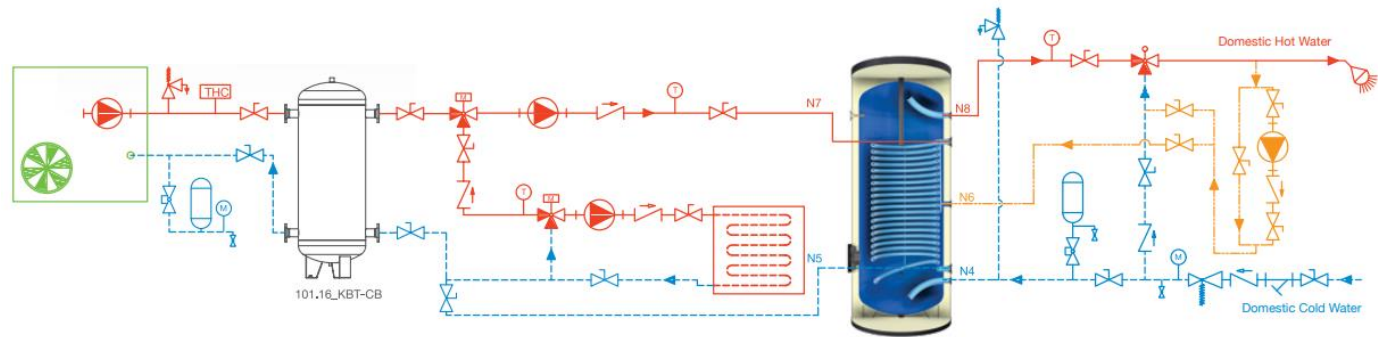 Domestic Hot Water
T
THC
M
T
N7
N8
T
M
N6
M
N5
N4
M
101.16_KBT-CB
Domestic Cold Water